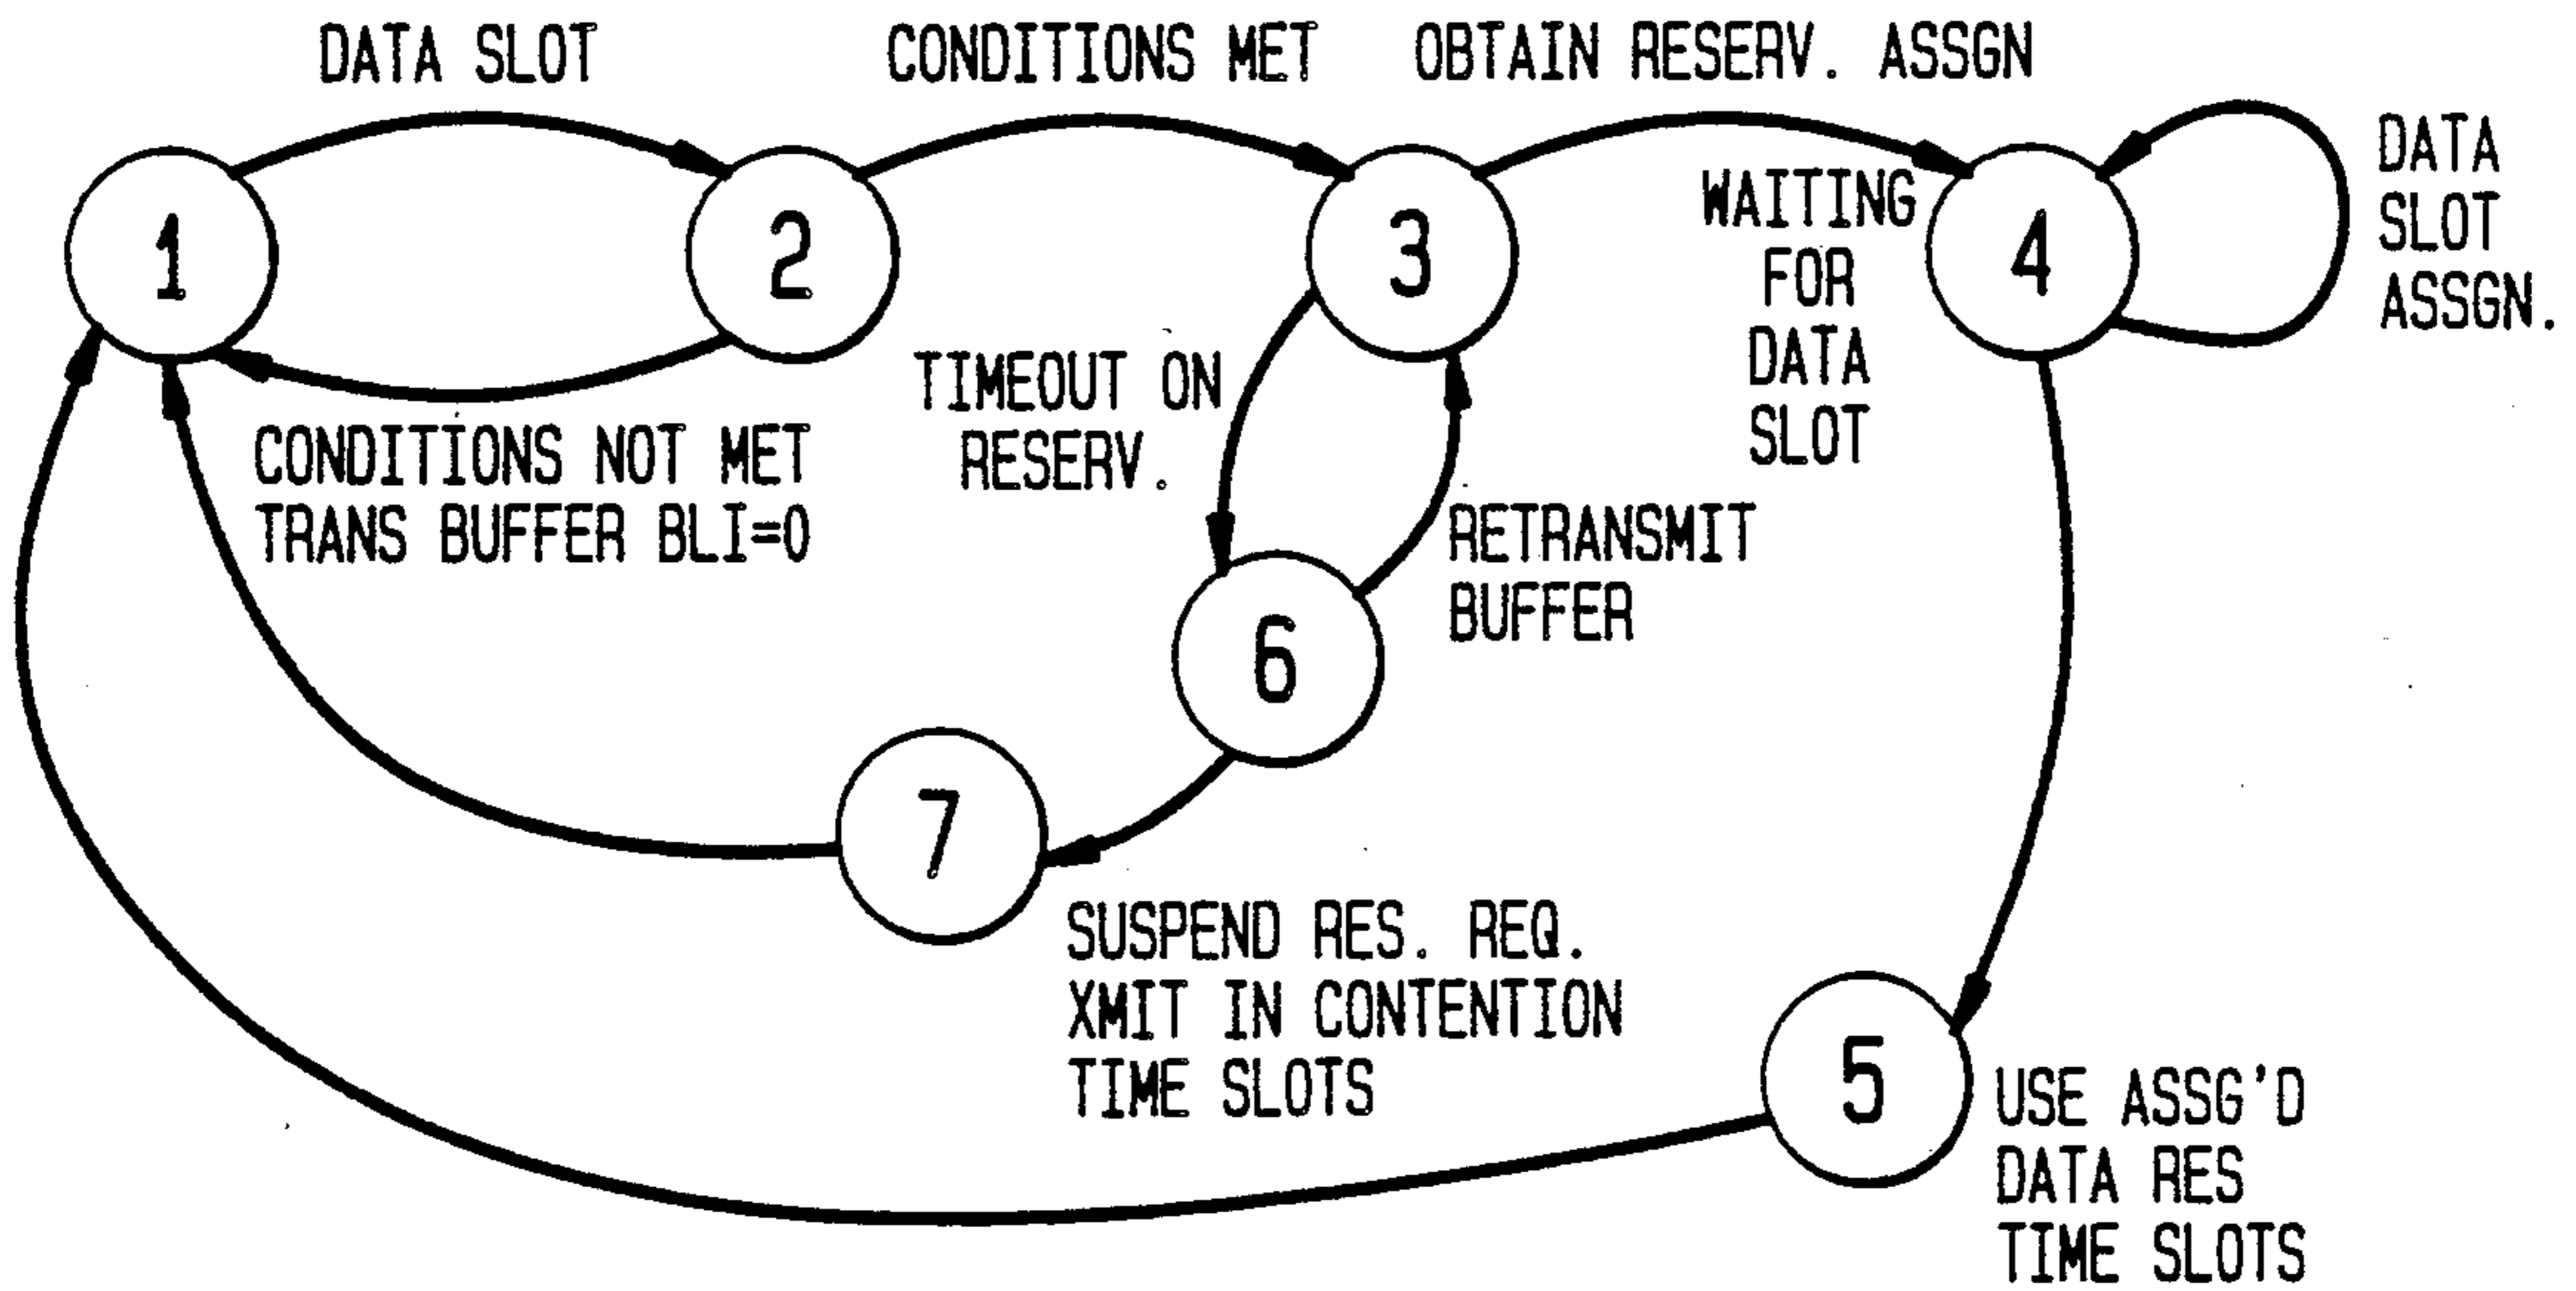 DATA SLOT
CONDITIONS MET
OBTAIN RESERV. ASSGN
1
2
3
WAITING
FOR
DATA
SLOT
4
DATA
SLOT
ASSGN.
CONDITIONS NOT MET
TRANS BUFFER BLI=0
TIMEOUT ON
RESERV.
RETRANSMIT
BUFFER
6
7
SUSPEND RES. REQ.
XMIT IN CONTENTION
TIME SLOTS
5
USE ASSG'D
DATA RES
TIME SLOTS